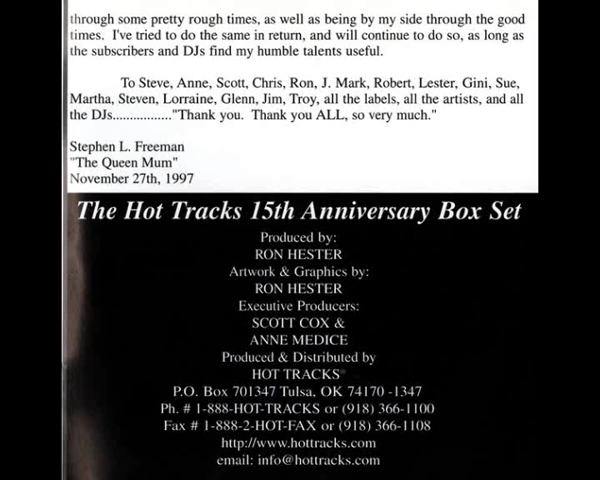 through some pretty rough times, as well as being by my side through the good
times.  I've tried to do the same in return, and will continue to do so, as long as
the subscribers and DJs find my humble talents useful.
To Steve, Anne, Scott, Chris, Ron, J. Mark, Robert, Lester, Gini, Sue,
Martha, Steven, Lorraine, Glenn, Jim, Troy, all the labels, all the artists, and all
the DJs.................."Thank you.  Thank you ALL, so very much."
Stephen L. Freeman
"The Queen Mum"
November 27th, 1997
The Hot Tracks 15th Anniversary Box Set
Produced by:
RON HESTER
Artwork & Graphics by:
RON HESTER
Executive Producers:
SCOTT COX &
ANNE MEDICE
Produced & Distributed by
HOT TRACKS®
P.O. Box 701347 Tulsa, OK 74170 -1347
Ph. # 1-888-HOT-TRACKS or (918) 366-1100
Fax # 1-888-2-HOT-FAX or (918) 366-1108
http://www.hottracks.com
email: info@hottracks.com